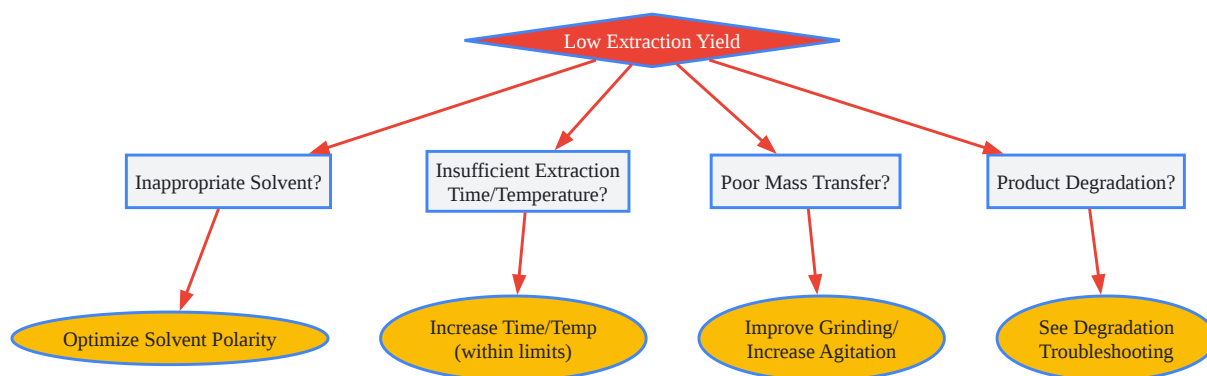 Low Extraction Yield
Inappropriate Solvent?
Insufficient Extraction
Time/Temperature?
Poor Mass Transfer?
Product Degradation?
Optimize Solvent Polarity
Increase Time/Temp
(within limits)
Improve Grinding/
Increase Agitation
See Degradation
Troubleshooting